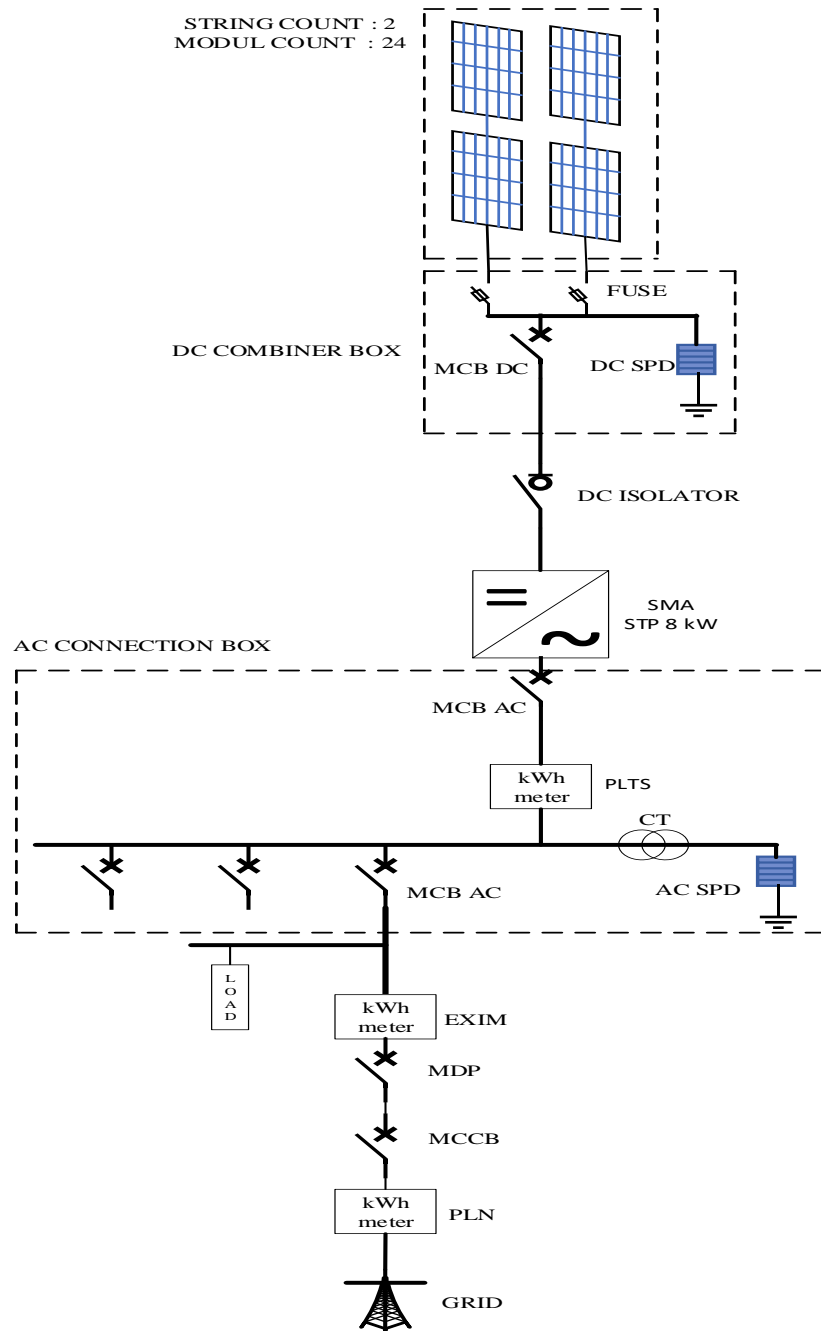 STRING COUNT : 2
MODUL COUNT : 24
FUSE
DC COMBINER BOX
MCB DC
DC SPD
DC ISOLATOR
SMA
STP 8 kW
AC CONNECTION BOX
MCB AC
kWh
meter
PLTS
CT
MCB AC
AC SPD
LOAD
kWh
meter
EXIM
MDP
MCCB
kWh
meter
PLN
GRID